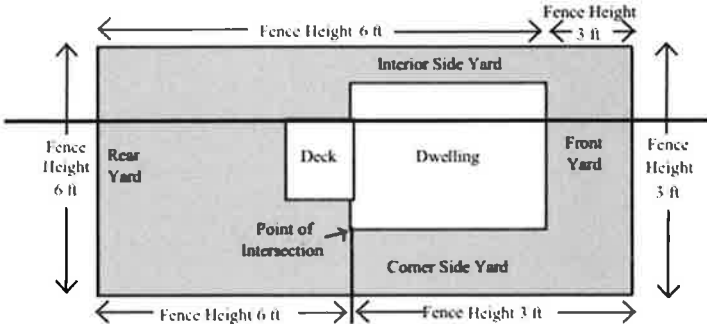 Fence Height
3 ft
Fence Height 6 ft
Interior Side Yard
Fence
Height
6 ft
Rear
Yard
Deck
Dwelling
Front
Yard
Fence
Height
3 ft
Point of
Intersection
Corner Side Yard
Fence Height 6 ft
Fence Height 3 ft